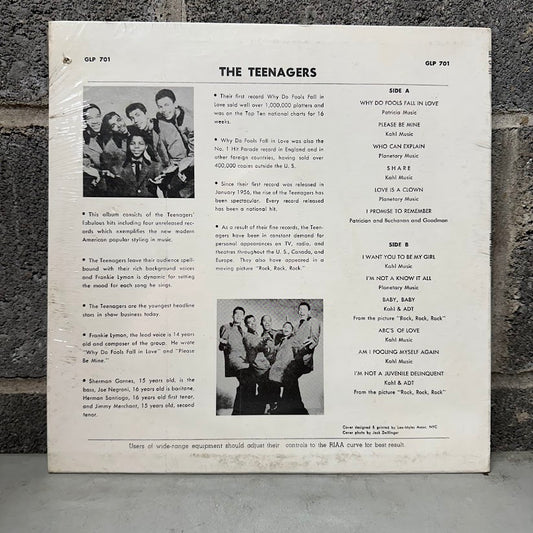 GLP 701
GLP 701
THE TEENAGERS
• This album consists of the Teenagers'
fabulous hits including four unreleased rec-
ords which exemplifies the new modern
American popular styling in music.
• The Teenagers leave their audience spell-
bound with their rich background voices
and Frankie Lyman is dynamic for setting
the mood for each song he sings.
• The Teenagers are the youngest headline
stars in show business today.
• Frankie Lyman, the lead voice is 14 years
old and composer of the group. He wrote
"Why Do Fools Fall in Love" and "Please
Be Mine."
• Sherman Garnes, 15 years old, is the
bass, Joe Negroni, 16 years old is baritone,
Herman Santiago, 16 years old first tenor,
and Jimmy Merchant, 15 years old, second
tenor.
• Their first record Why Do Fools Fall in
Love sold well over 1,000,000 platters and
was on the Top Ten national charts for 16
weeks.
• Why Do Fools Fall in Love was also the
No. 1 Hit Parade record in England and in
other foreign countries, having sold over
400,000 copies outside the U. S.
• Since their first record was released in
January 1956, the rise of the Teenagers has
been spectacular. Every record released
has been a national hit.
• As a result of their fine records, the Teen-
agers have been in constant demand for
personal appearances on TV, radio, and
theatres throughout the U. S., Canada, and
Europe. They also have appeared in a
moving picture "Rock, Rock, Rock."
SIDE A
WHY DO FOOLS FALL IN LOVE
Patricia Music
PLEASE BE MINE
Kahl Music
WHO CAN EXPLAIN
Planetary Music
SHARE
Kahl Music
LOVE IS A CLOWN
Planetary Music
I PROMISE TO REMEMBER
Patrician and Buchanan and Goodman
SIDE B
I WANT YOU TO BE MY GIRL
Kahl Music
I'M NOT A KNOW IT ALL
Planetary Music
BABY, BABY
Kahl & ADT
From the picture "Rock, Rock, Rock"
ABC'S OF LOVE
Kahl Music
AM I FOOLING MYSELF AGAIN
Kahl Music
I'M NOT A JUVENILE DELINQUENT
Kahl & ADT
From the picture "Rock, Rock, Rock"
Cover designed & printed by Lee-Myles Assoc. NYC
Cover photo by Jack Zwillinger
Users of wide-range equipment should adjust their controls to the RIAA curve for best result.